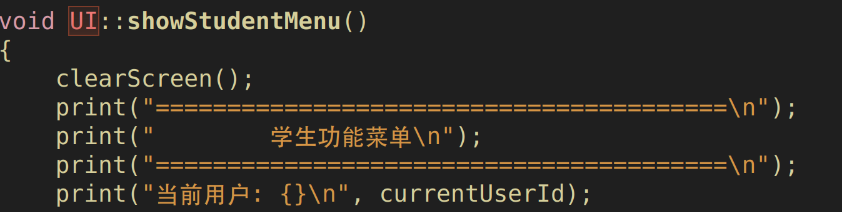 void UI::showStudentMenu()
{
    clearScreen();
    print("========================================\n");
    print("        学生功能菜单\n");
    print("========================================\n");
    print("当前用户: {}\n", currentUserId);